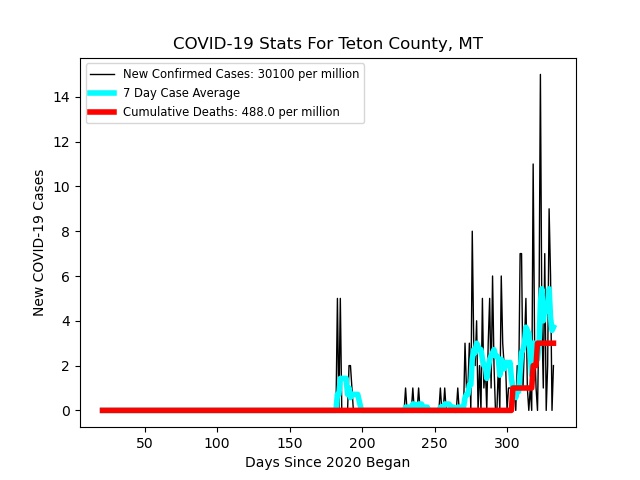 COVID-19 Stats For Teton County, MT
New Confirmed Cases: 30100 per million
7 Day Case Average
Cumulative Deaths: 488.0 per million
New COVID-19 Cases
14
12
10
8
6
4
2
0
50 100 150 200 250 300
Days Since 2020 Began